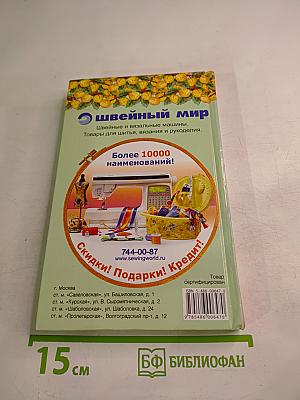 швейный мир
Швейные и вязальные машины.
Товары для шитья, вязания и рукоделия.
Более 10000
наименований!
744-00-87
www.sewingworld.ru
Скидки! Подарки! Кредит!
Товар
сертифицирован
г. Москва
ст. м. «Савеловская», ул. Башиловская, д. 1
ст. м. «Курская», ул. В. Сыромятническая, д. 2
ст. м. «Шаболовская», ул. Шаболовка, д. 24
ст. м. «Пролетарская», Волгоградский пр-т, д. 12
15 см
БФ БИБЛИОФАН